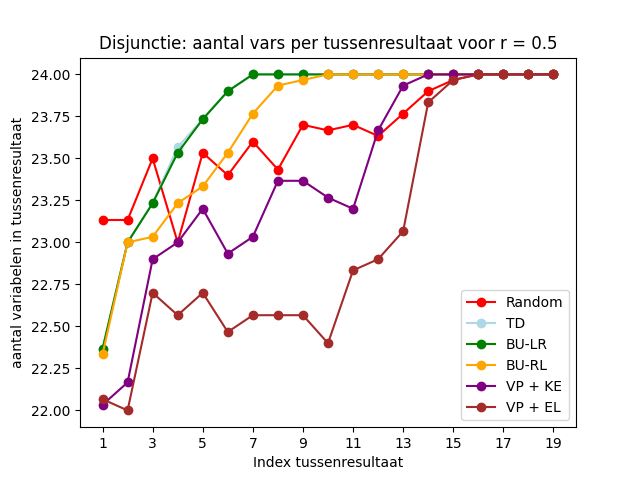 Disjunctie: aantal vars per tussenresultaat voor r = 0.5
aantal variabelen in tussenresultaat
24.00
23.75
23.50
23.25
23.00
22.75
22.50
22.25
22.00
1 3 5 7 9 11 13 15 17 19
Index tussenresultaat
Random
TD
BU-LR
BU-RL
VP + KE
VP + EL